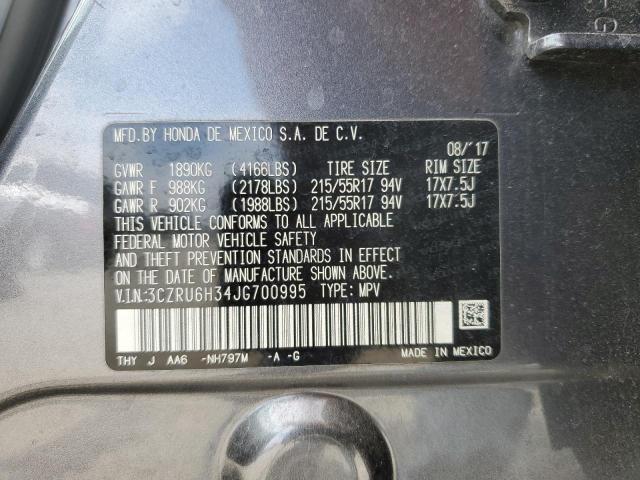 MFD.BY HONDA DE MEXICO S.A. DE C.V.
08/'17
GVWR 1890KG (4166LBS) TIRE SIZE RIM SIZE
GAWR F 988KG (2178LBS) 215/55R17 94V 17X7.5J
GAWR R 902KG (1988LBS) 215/55R17 94V 17X7.5J
THIS VEHICLE CONFORMS TO ALL APPLICABLE
FEDERAL MOTOR VEHICLE SAFETY
AND THEFT PREVENTION STANDARDS IN EFFECT
ON THE DATE OF MANUFACTURE SHOWN ABOVE.
V.I.N.:3CZRU6H34JG700995 TYPE: MPV
THY J AA6 -NH797M -A -G MADE IN MEXICO